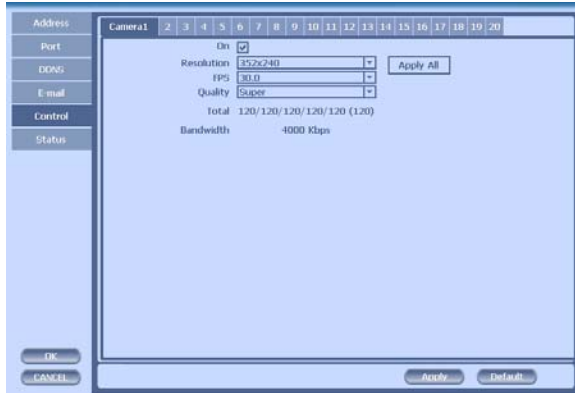 Address
Port
DDNS
E-mail
Control
Status
OK
CANCEL
Camera1 2 3 4 5 6 7 8 9 10 11 12 13 14 15 16 17 18 19 20
On
Resolution 352x240 Apply All
FPS 30.0
Quality Super
Total 120/120/120/120/120 (120)
Bandwidth 4000 Kbps
Apply Default